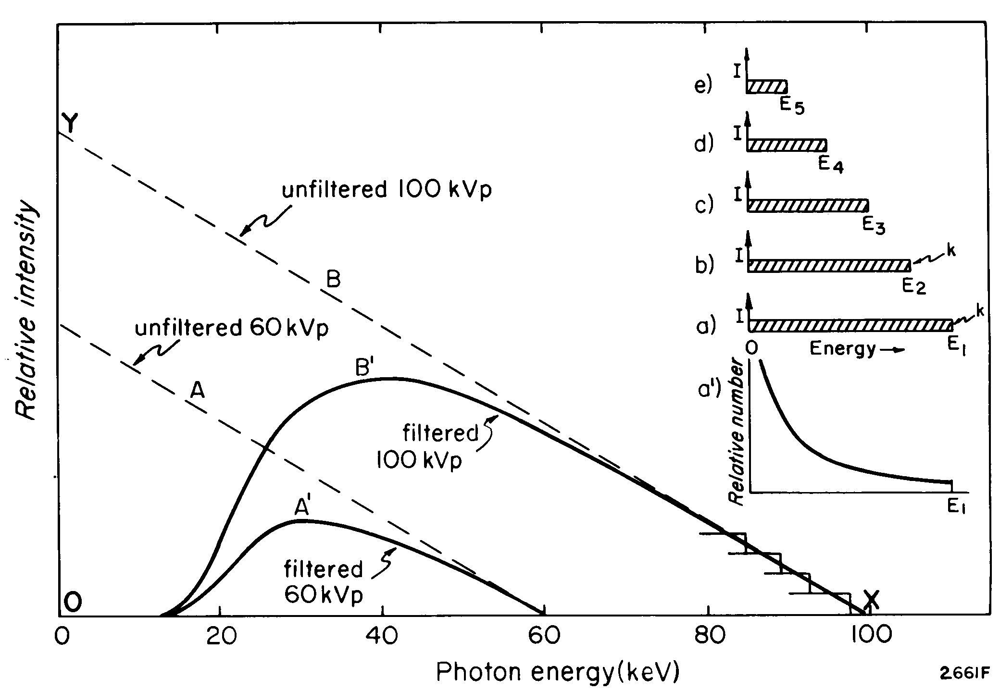 Relative intensity
Y
unfiltered 100 kVp
B
unfiltered 60 kVp
A
B'
filtered
100 kVp
A'
filtered
60 kVp
O
X
0 20 40 60 80 100
Photon energy (keV)
e) I
E5
d) I
E4
c) I
E3
b) I k
E2
a) I k
0 Energy E1
a') Relative number
E1
2661F